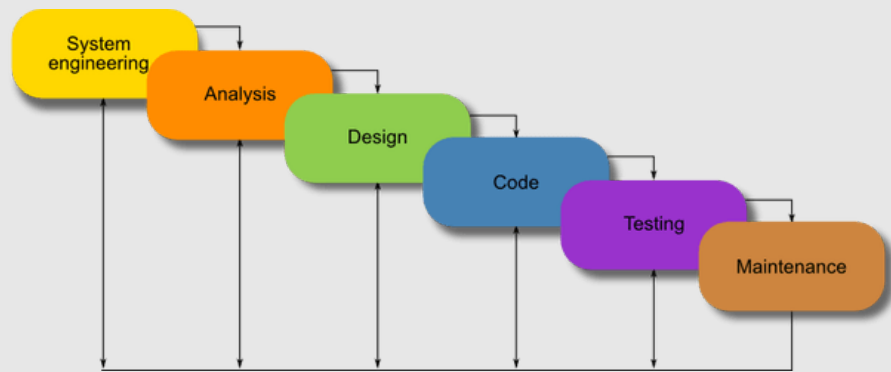 System
engineering
Analysis
Design
Code
Testing
Maintenance